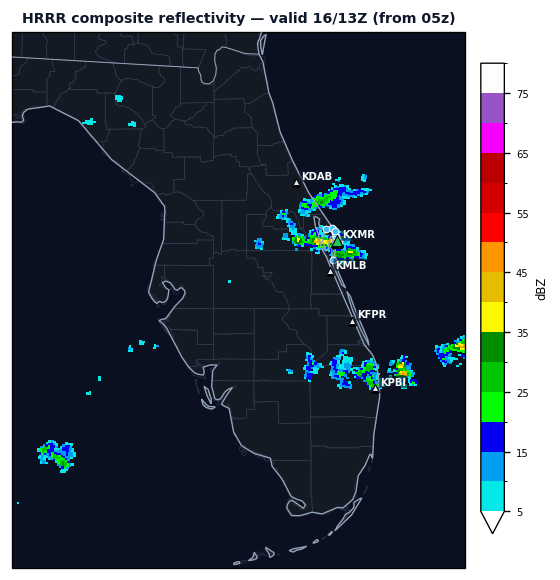 HRRR composite reflectivity — valid 16/13Z (from 05z)
KDAB
KXMR
KMLB
KFPR
KPBI
75
65
55
45
35
25
15
5
dBZ